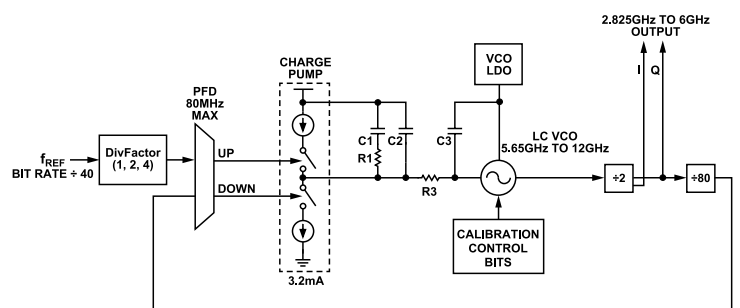 2.825GHz TO 6GHz
OUTPUT
I
Q
VCO
LDO
CHARGE
PUMP
PFD
80MHz
MAX
C1
C2
C3
R1
LC VCO
5.65GHz TO 12GHz
fREF
BIT RATE ÷ 40
DivFactor
(1, 2, 4)
UP
DOWN
R3
÷2
÷80
CALIBRATION
CONTROL
BITS
3.2mA